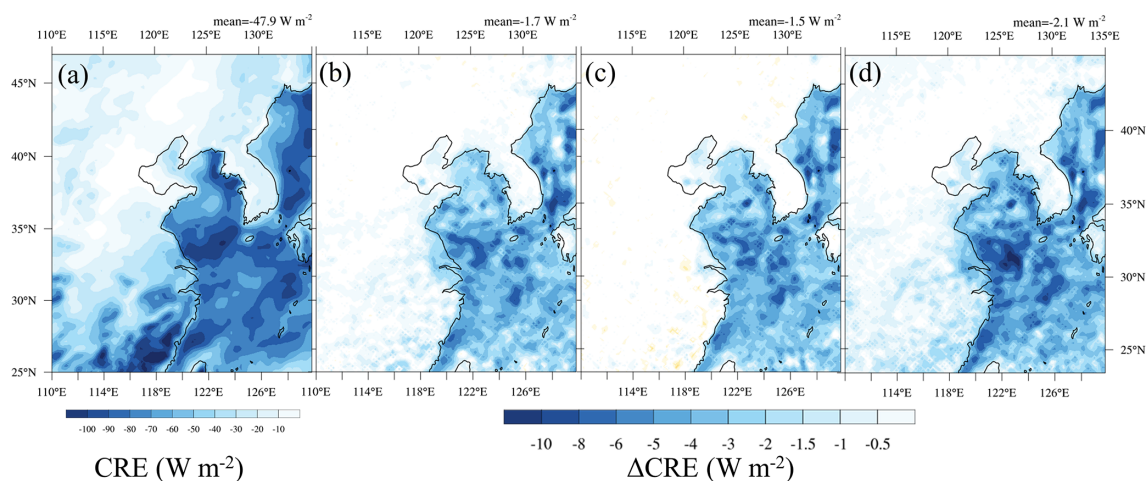 mean=-47.9 W m-2
mean=-1.7 W m-2
mean=-1.5 W m-2
mean=-2.1 W m-2
110°E 115°E 120°E 125°E 130°E
115°E 120°E 125°E 130°E
115°E 120°E 125°E 130°E
115°E 120°E 125°E 130°E 135°E
(a)
(b)
(c)
(d)
45°N
40°N
35°N
30°N
25°N
40°N
35°N
30°N
25°N
110°E 114°E 118°E 122°E 126°E
110°E 114°E 118°E 122°E 126°E
114°E 118°E 122°E 126°E
114°E 118°E 122°E 126°E
-100 -90 -80 -70 -60 -50 -40 -30 -20 -10
-10 -8 -6 -5 -4 -3 -2 -1.5 -1 -0.5
CRE (W m-2)
ΔCRE (W m-2)